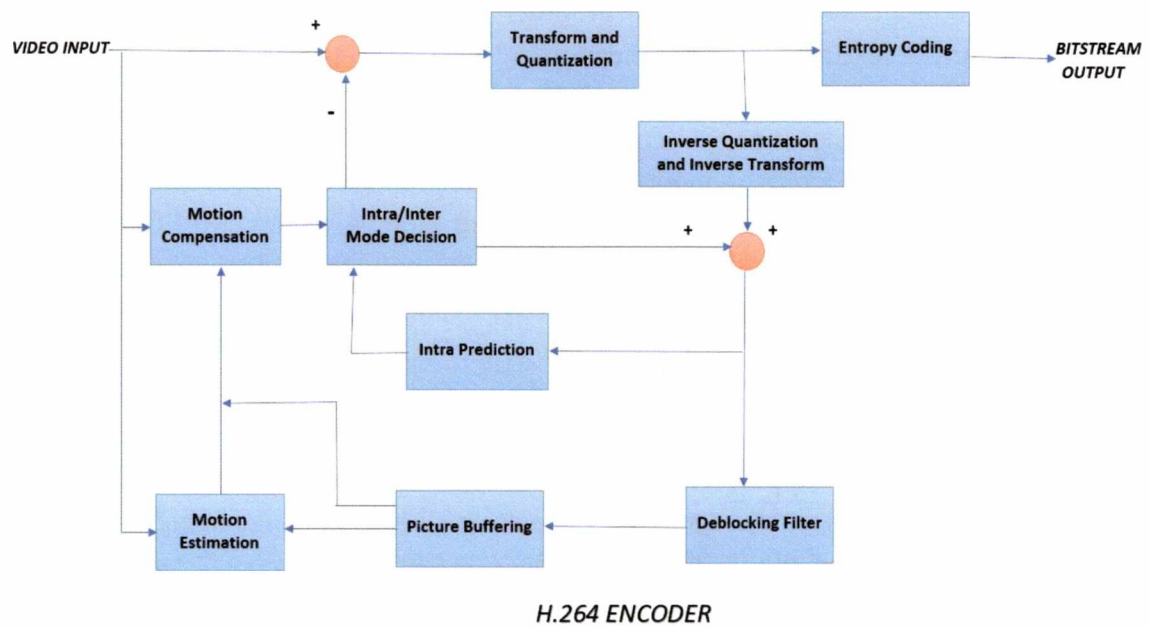 +
VIDEO INPUT
Transform and
Quantization
Entropy Coding
BITSTREAM
OUTPUT
-
Inverse Quantization
and Inverse Transform
Motion
Compensation
Intra/Inter
Mode Decision
+
+
Intra Prediction
Motion
Estimation
Picture Buffering
Deblocking Filter
H.264 ENCODER